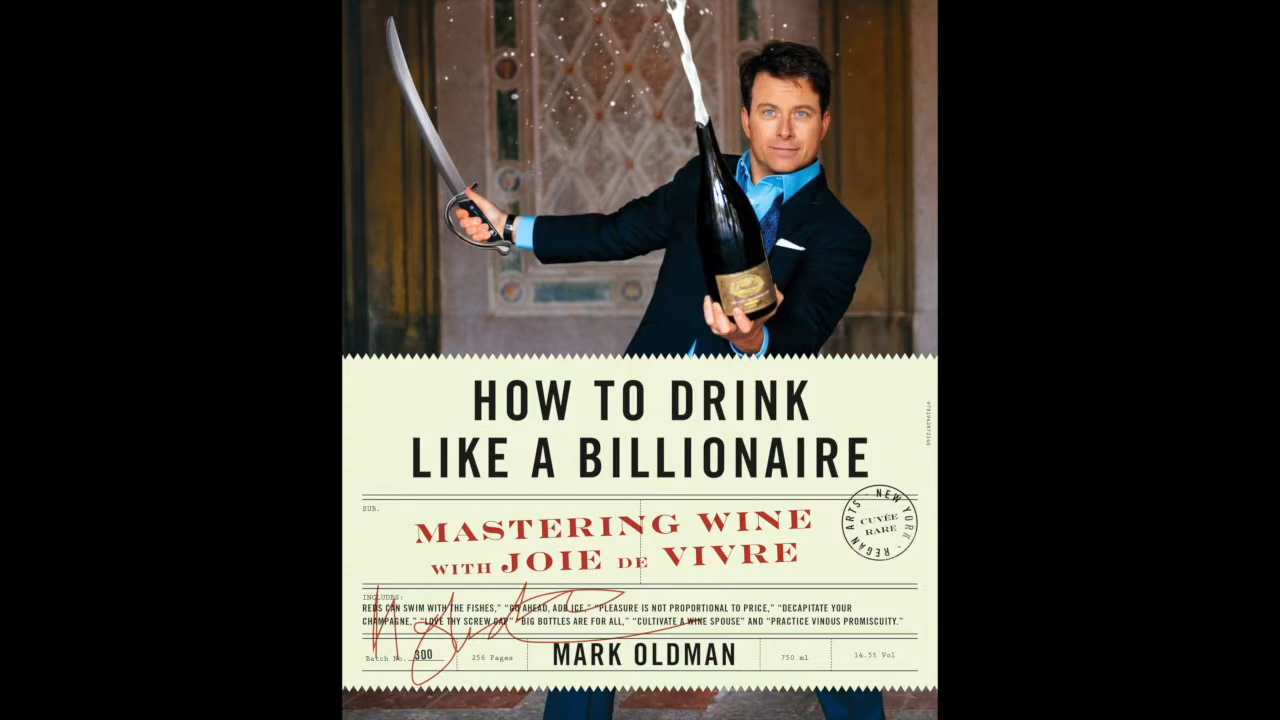 HOW TO DRINK
LIKE A BILLIONAIRE
SUB.
MASTERING WINE
WITH JOIE DE VIVRE
NEW YORK - REGAN ARTS -
CUVÉE
RARE
INCLUDES:
REDS CAN SWIM WITH THE FISHES," "GO AHEAD, ADD ICE," "PLEASURE IS NOT PROPORTIONAL TO PRICE," "DECAPITATE YOUR
CHAMPAGNE," "LOVE THY SCREW CAP" "BIG BOTTLES ARE FOR ALL," "CULTIVATE A WINE SPOUSE" AND "PRACTICE VINOUS PROMISCUITY."
Batch No. 300
256 Pages
MARK OLDMAN
750 ml
14.5% Vol